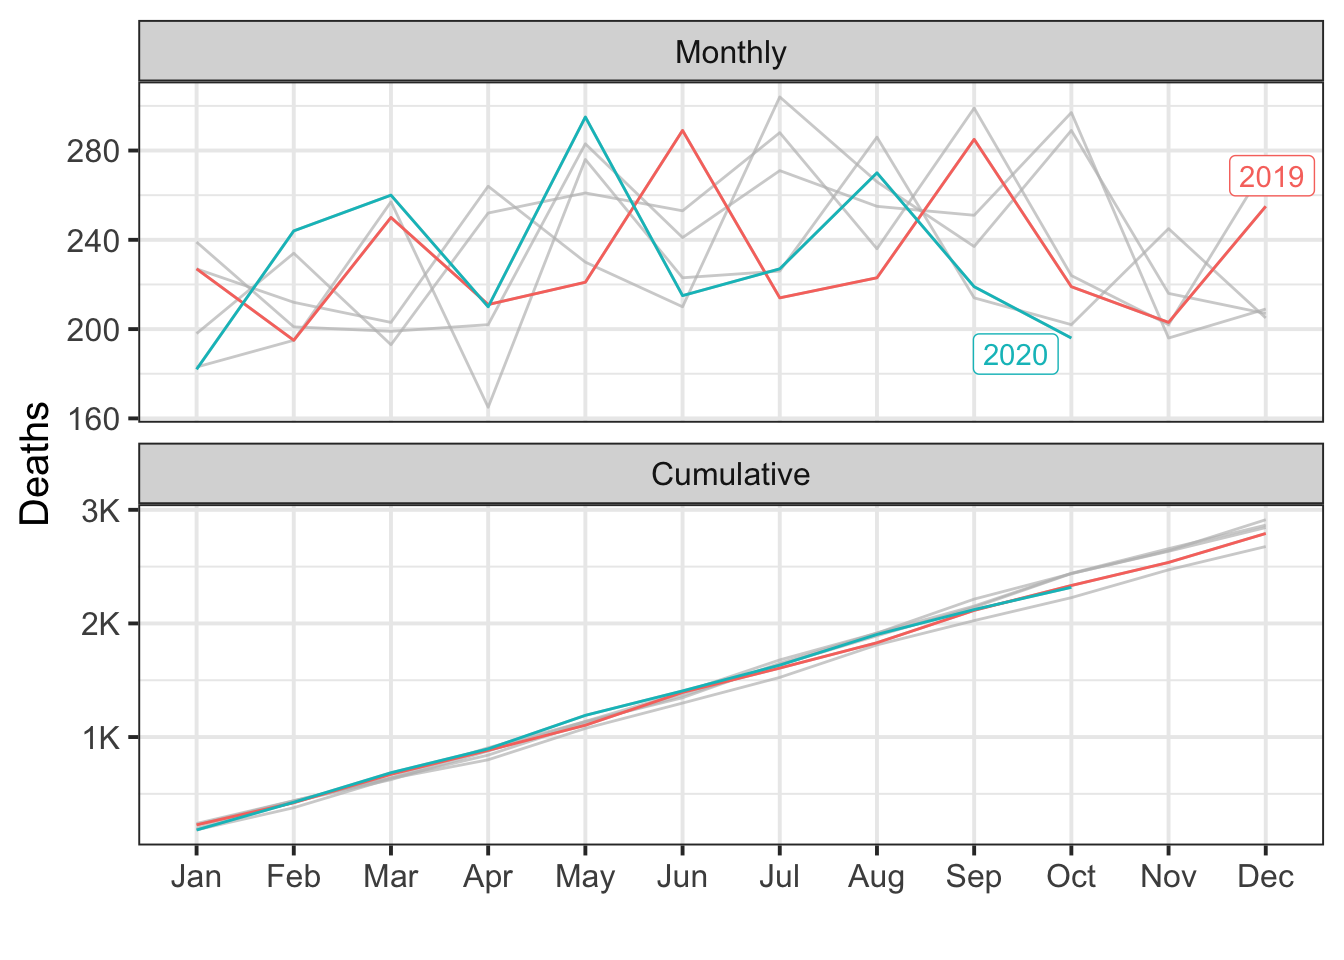 Monthly
280
240
200
160
2019
2020
Deaths
Cumulative
3K
2K
1K
Jan Feb Mar Apr May Jun Jul Aug Sep Oct Nov Dec